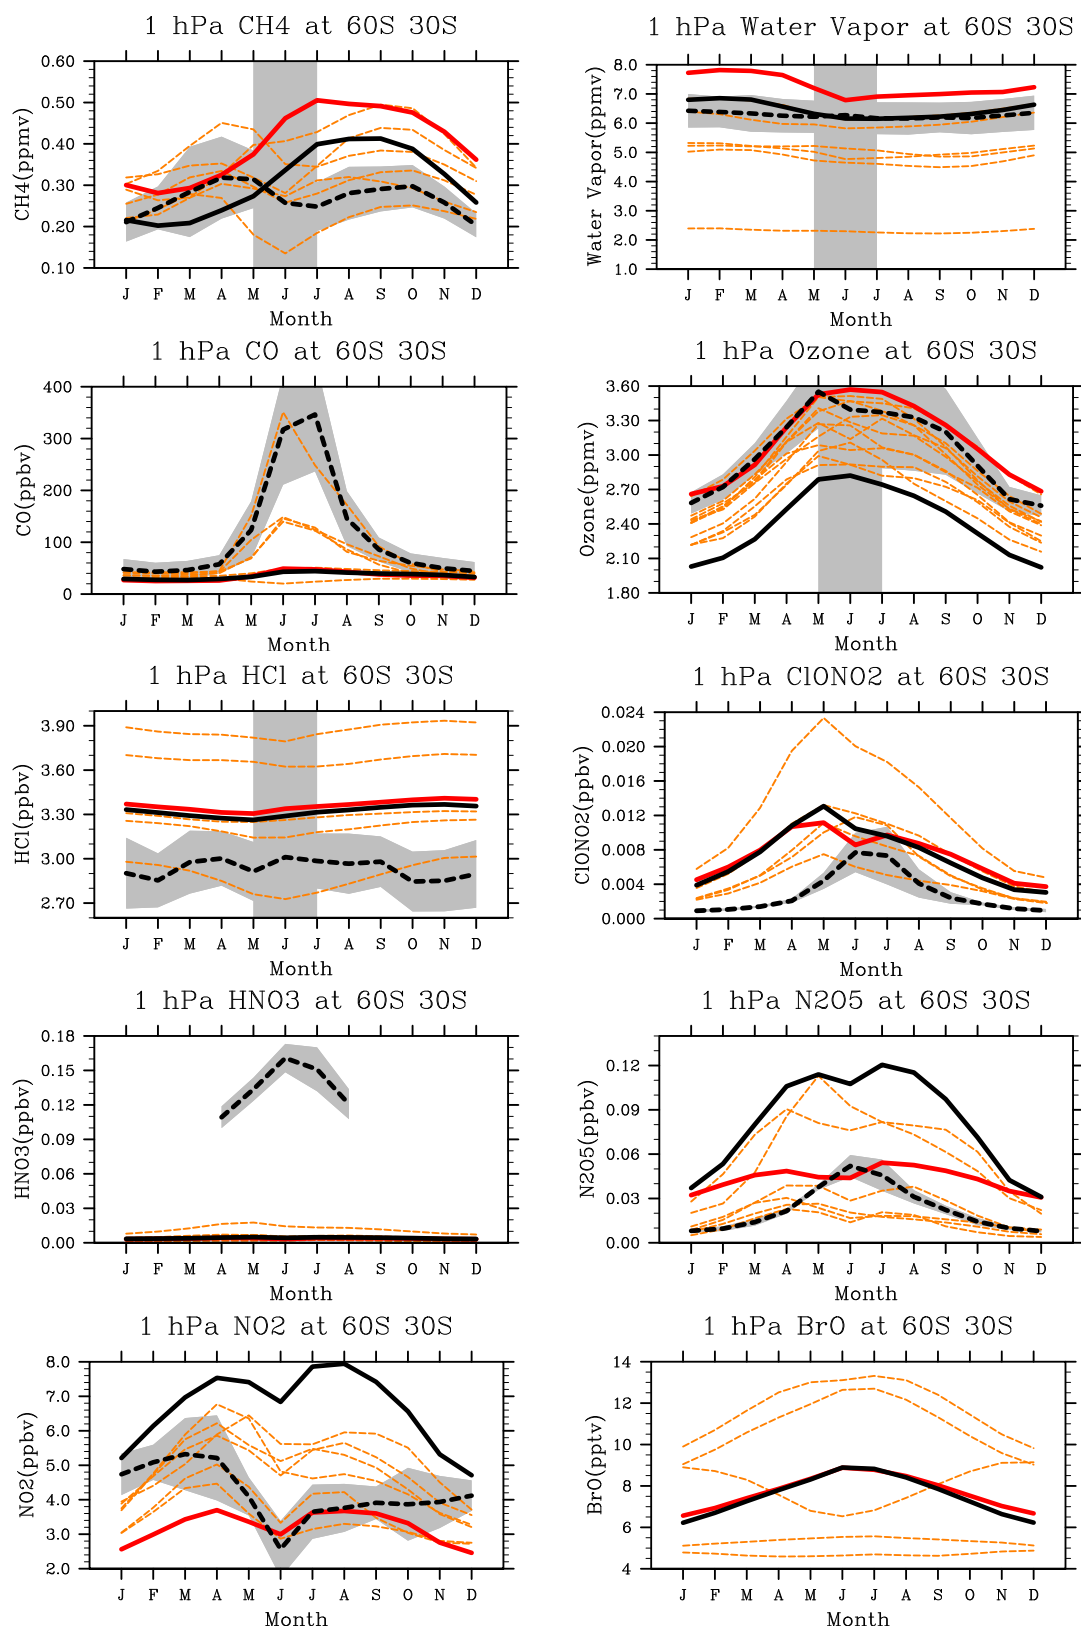 1 hPa CH4 at 60S 30S
CH4(ppmv)
0.60
0.50
0.40
0.30
0.20
0.10
J F M A M J J A S O N D
Month
1 hPa Water Vapor at 60S 30S
Water Vapor(ppmv)
8.0
7.0
6.0
5.0
4.0
3.0
2.0
1.0
J F M A M J J A S O N D
Month
1 hPa CO at 60S 30S
CO(ppbv)
400
300
200
100
0
J F M A M J J A S O N D
Month
1 hPa Ozone at 60S 30S
Ozone(ppmv)
3.60
3.30
3.00
2.70
2.40
2.10
1.80
J F M A M J J A S O N D
Month
1 hPa HCl at 60S 30S
HCl(ppbv)
3.90
3.60
3.30
3.00
2.70
J F M A M J J A S O N D
Month
1 hPa ClONO2 at 60S 30S
ClONO2(ppbv)
0.024
0.020
0.016
0.012
0.008
0.004
0.000
J F M A M J J A S O N D
Month
1 hPa HNO3 at 60S 30S
HNO3(ppbv)
0.18
0.15
0.12
0.09
0.06
0.03
0.00
J F M A M J J A S O N D
Month
1 hPa N2O5 at 60S 30S
N2O5(ppbv)
0.12
0.09
0.06
0.03
0.00
J F M A M J J A S O N D
Month
1 hPa NO2 at 60S 30S
NO2(ppbv)
8.0
7.0
6.0
5.0
4.0
3.0
2.0
J F M A M J J A S O N D
Month
1 hPa BrO at 60S 30S
BrO(pptv)
14
12
10
8
6
4
J F M A M J J A S O N D
Month